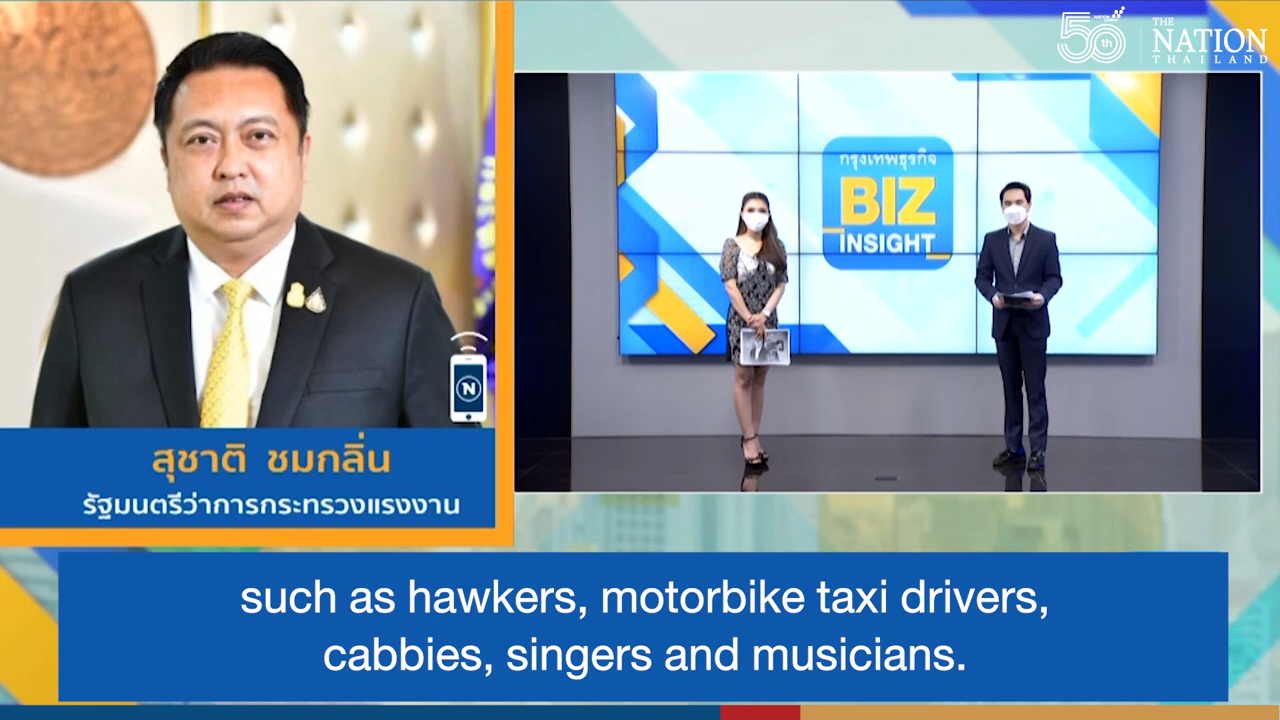 50th
NATION GROUP
THE
NATION
THAILAND
กรุงเทพธุรกิจ
BIZ
INSIGHT
N
สุชาติ ชมกลิ่น
รัฐมนตรีว่าการกระทรวงแรงงาน
such as hawkers, motorbike taxi drivers,
cabbies, singers and musicians.